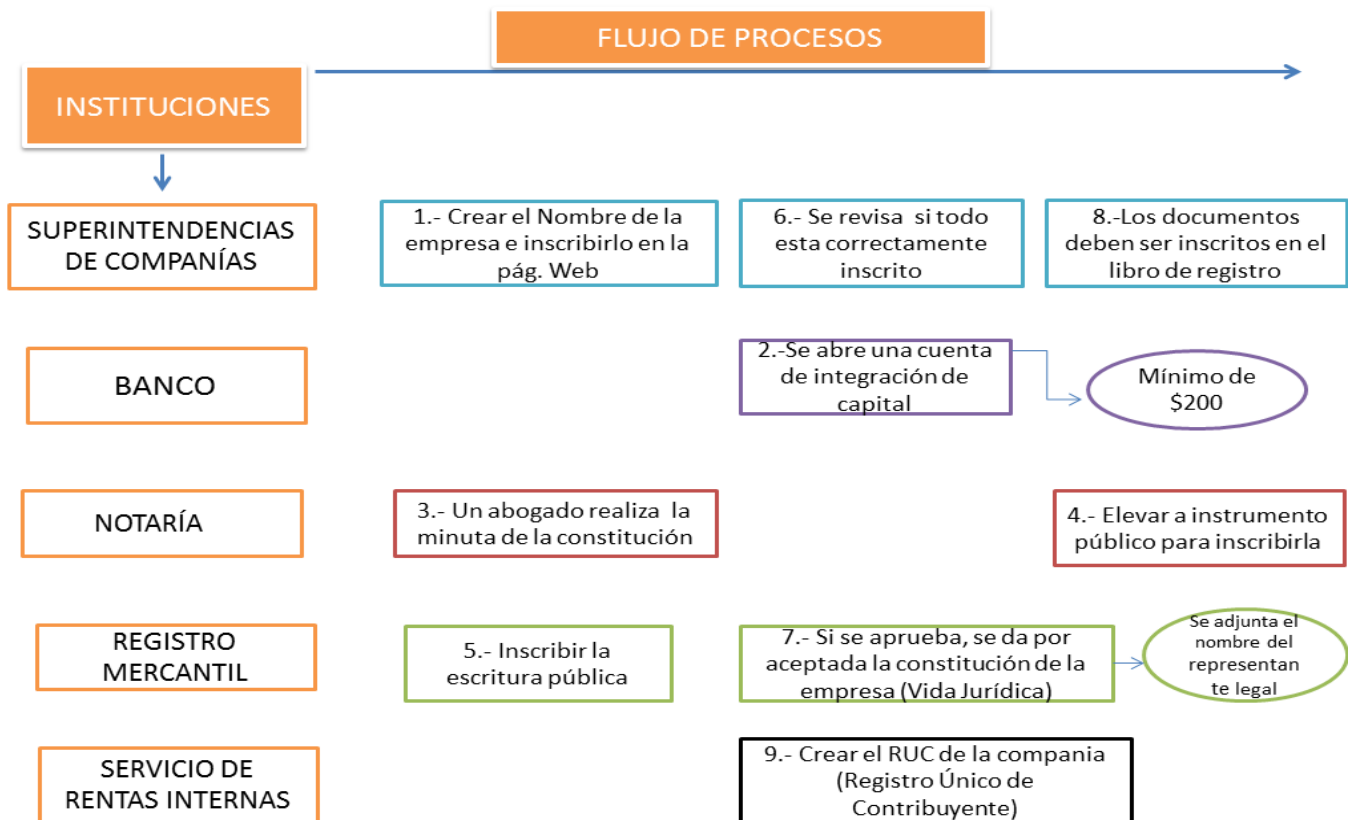 FLUJO DE PROCESOS
INSTITUCIONES
SUPERINTENDENCIAS
DE COMPANÍAS
1.- Crear el Nombre de la
empresa e inscribirlo en la
pág. Web
6.- Se revisa si todo
esta correctamente
inscrito
8.-Los documentos
deben ser inscritos en el
libro de registro
BANCO
2.-Se abre una cuenta
de integración de
capital
Mínimo de
$200
NOTARÍA
3.- Un abogado realiza la
minuta de la constitución
4.- Elevar a instrumento
público para inscribirla
REGISTRO
MERCANTIL
5.- Inscribir la
escritura pública
7.- Si se aprueba, se da por
aceptada la constitución de la
empresa (Vida Jurídica)
Se adjunta el
nombre del
representan
te legal
SERVICIO DE
RENTAS INTERNAS
9.- Crear el RUC de la compania
(Registro Único de
Contribuyente)